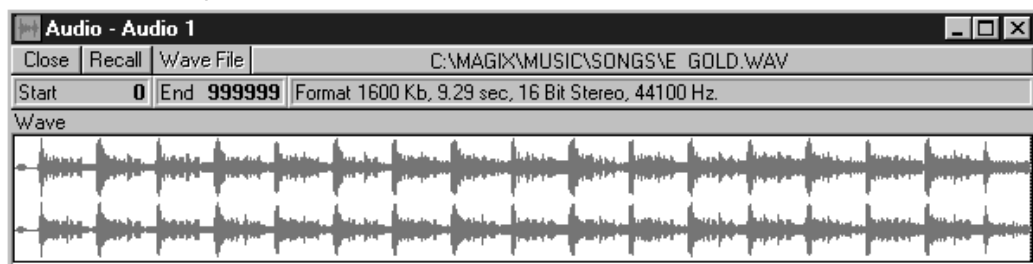 Audio - Audio 1
Close Recall Wave File C:\MAGIX\MUSIC\SONGS\E GOLD.WAV
Start 0 End 999999 Format 1600 Kb, 9.29 sec, 16 Bit Stereo, 44100 Hz.
Wave